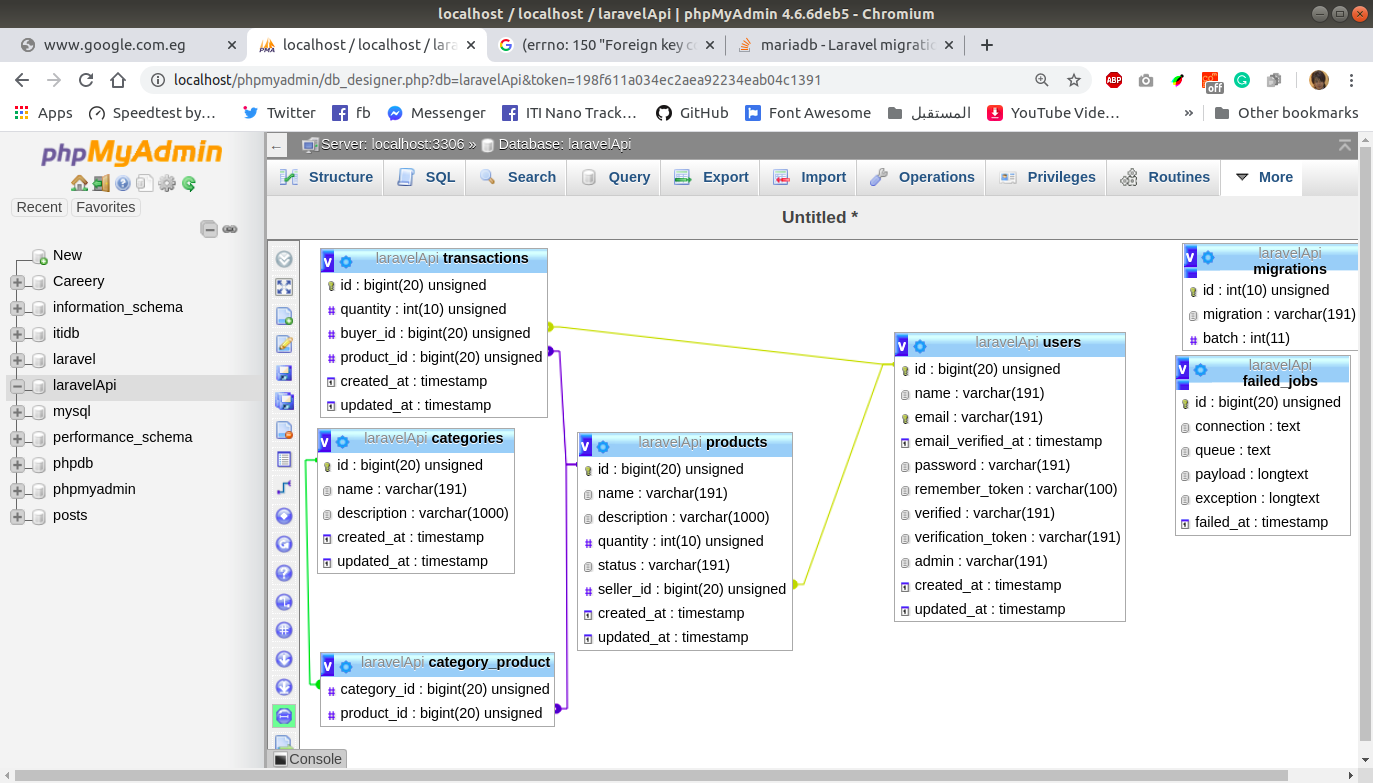 localhost / localhost / laravelApi | phpMyAdmin 4.6.6deb5 - Chromium
www.google.com.eg
localhost / localhost / lara
(errno: 150 "Foreign key co
mariadb - Laravel migratio
localhost/phpmyadmin/db_designer.php?db=laravelApi&token=198f611a034ec2aea92234eab04c1391
ABP
off
Apps
Speedtest by…
Twitter
fb
Messenger
ITI Nano Track…
GitHub
Font Awesome
المستقبل
YouTube Vide…
»
Other bookmarks
phpMyAdmin
Recent
Favorites
New
Careery
information_schema
itidb
laravel
laravelApi
mysql
performance_schema
phpdb
phpmyadmin
posts
Server: localhost:3306 » Database: laravelApi
Structure
SQL
Search
Query
Export
Import
Operations
Privileges
Routines
More
Untitled *
v
laravelApi transactions
id : bigint(20) unsigned
quantity : int(10) unsigned
buyer_id : bigint(20) unsigned
product_id : bigint(20) unsigned
created_at : timestamp
updated_at : timestamp
v
laravelApi categories
id : bigint(20) unsigned
name : varchar(191)
description : varchar(1000)
created_at : timestamp
updated_at : timestamp
v
laravelApi category_product
category_id : bigint(20) unsigned
product_id : bigint(20) unsigned
v
laravelApi products
id : bigint(20) unsigned
name : varchar(191)
description : varchar(1000)
quantity : int(10) unsigned
status : varchar(191)
seller_id : bigint(20) unsigned
created_at : timestamp
updated_at : timestamp
v
laravelApi users
id : bigint(20) unsigned
name : varchar(191)
email : varchar(191)
email_verified_at : timestamp
password : varchar(191)
remember_token : varchar(100)
verified : varchar(191)
verification_token : varchar(191)
admin : varchar(191)
created_at : timestamp
updated_at : timestamp
v
laravelApi
migrations
id : int(10) unsigned
migration : varchar(191)
batch : int(11)
v
laravelApi
failed_jobs
id : bigint(20) unsigned
connection : text
queue : text
payload : longtext
exception : longtext
failed_at : timestamp
Console